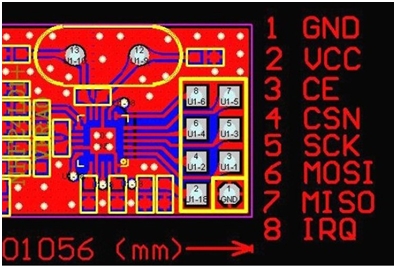 1 GND
2 VCC
3 CE
4 CSN
5 SCK
6 MOSI
7 MISO
8 IRQ
13
U1-10
12
U1-9
8
U1-6
7
U1-5
6
U1-4
5
U1-3
4
U1-2
3
U1-1
2
U1-18
1
GND
01056 (mm)